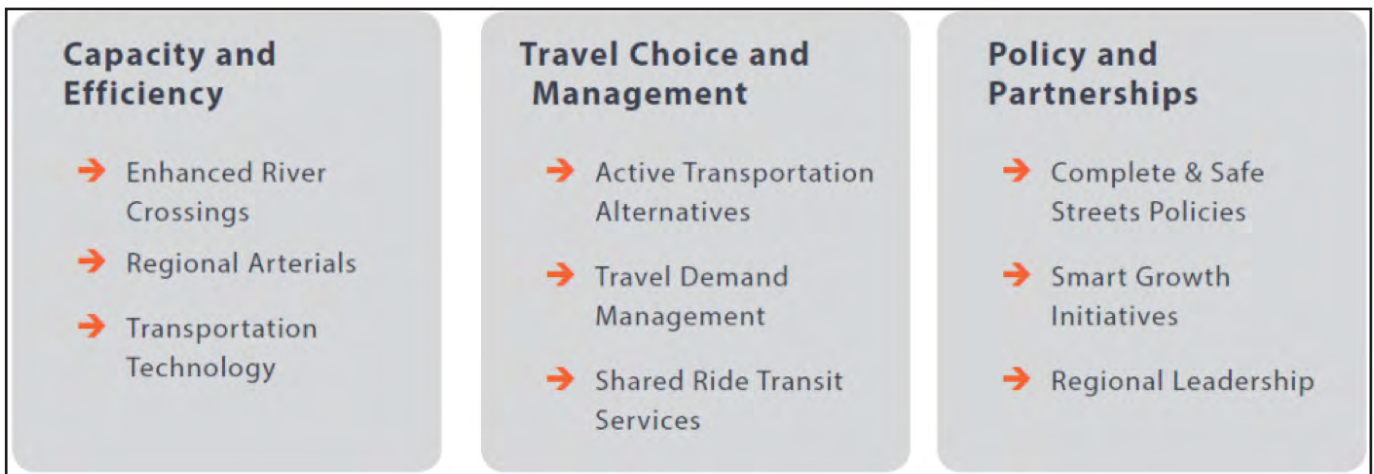 Capacity and
Efficiency
→ Enhanced River
Crossings
→ Regional Arterials
→ Transportation
Technology
Travel Choice and
Management
→ Active Transportation
Alternatives
→ Travel Demand
Management
→ Shared Ride Transit
Services
Policy and
Partnerships
→ Complete & Safe
Streets Policies
→ Smart Growth
Initiatives
→ Regional Leadership